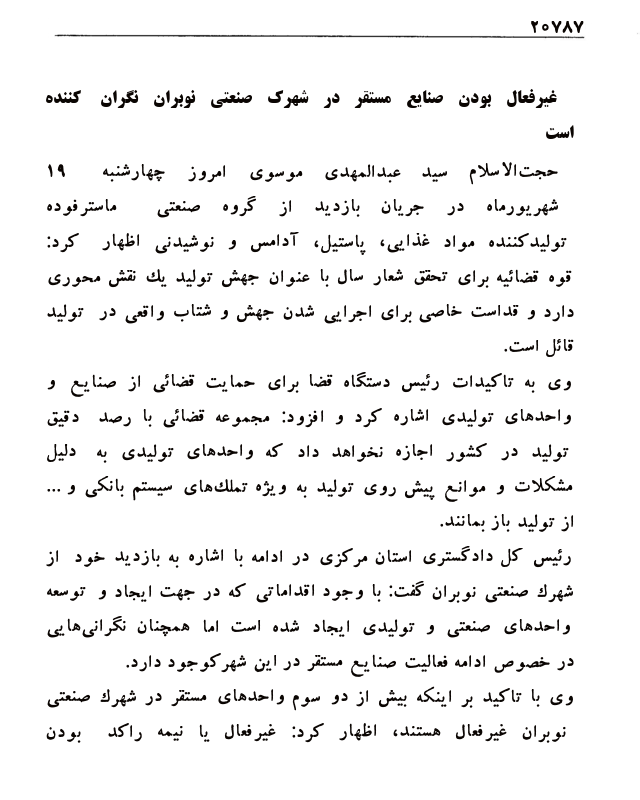 ۲۰۷۸۷
غیرفعال بودن صنایع مستقر در شهرک صنعتی نوبران نگران کننده
است
حجت‌الاسلام سید عبدالمهدی موسوی امروز چهارشنبه ۱۹
شهریورماه در جریان بازدید از گروه صنعتی ماسترفوده
تولیدکننده مواد غذایی، پاستیل، آدامس و نوشیدنی اظهار کرد:
قوه قضائیه برای تحقق شعار سال با عنوان جهش تولید یك نقش محوری
دارد و قداست خاصی برای اجرایی شدن جهش و شتاب واقعی در تولید
قائل است.
وی به تاکیدات رئیس دستگاه قضا برای حمایت قضائی از صنایع و
واحدهای تولیدی اشاره کرد و افزود: مجموعه قضائی با رصد دقیق
تولید در کشور اجازه نخواهد داد که واحدهای تولیدی به دلیل
مشکلات و موانع پیش روی تولید به ویژه تملك‌های سیستم بانکی و ...
از تولید باز بمانند.
رئیس کل دادگستری استان مرکزی در ادامه با اشاره به بازدید خود از
شهرك صنعتی نوبران گفت: با وجود اقداماتی که در جهت ایجاد و توسعه
واحدهای صنعتی و تولیدی ایجاد شده است اما همچنان نگرانی‌هایی
در خصوص ادامه فعالیت صنایع مستقر در این شهرکوجود دارد.
وی با تاکید بر اینکه بیش از دو سوم واحدهای مستقر در شهرك صنعتی
نوبران غیرفعال هستند، اظهار کرد: غیرفعال یا نیمه راکد بودن